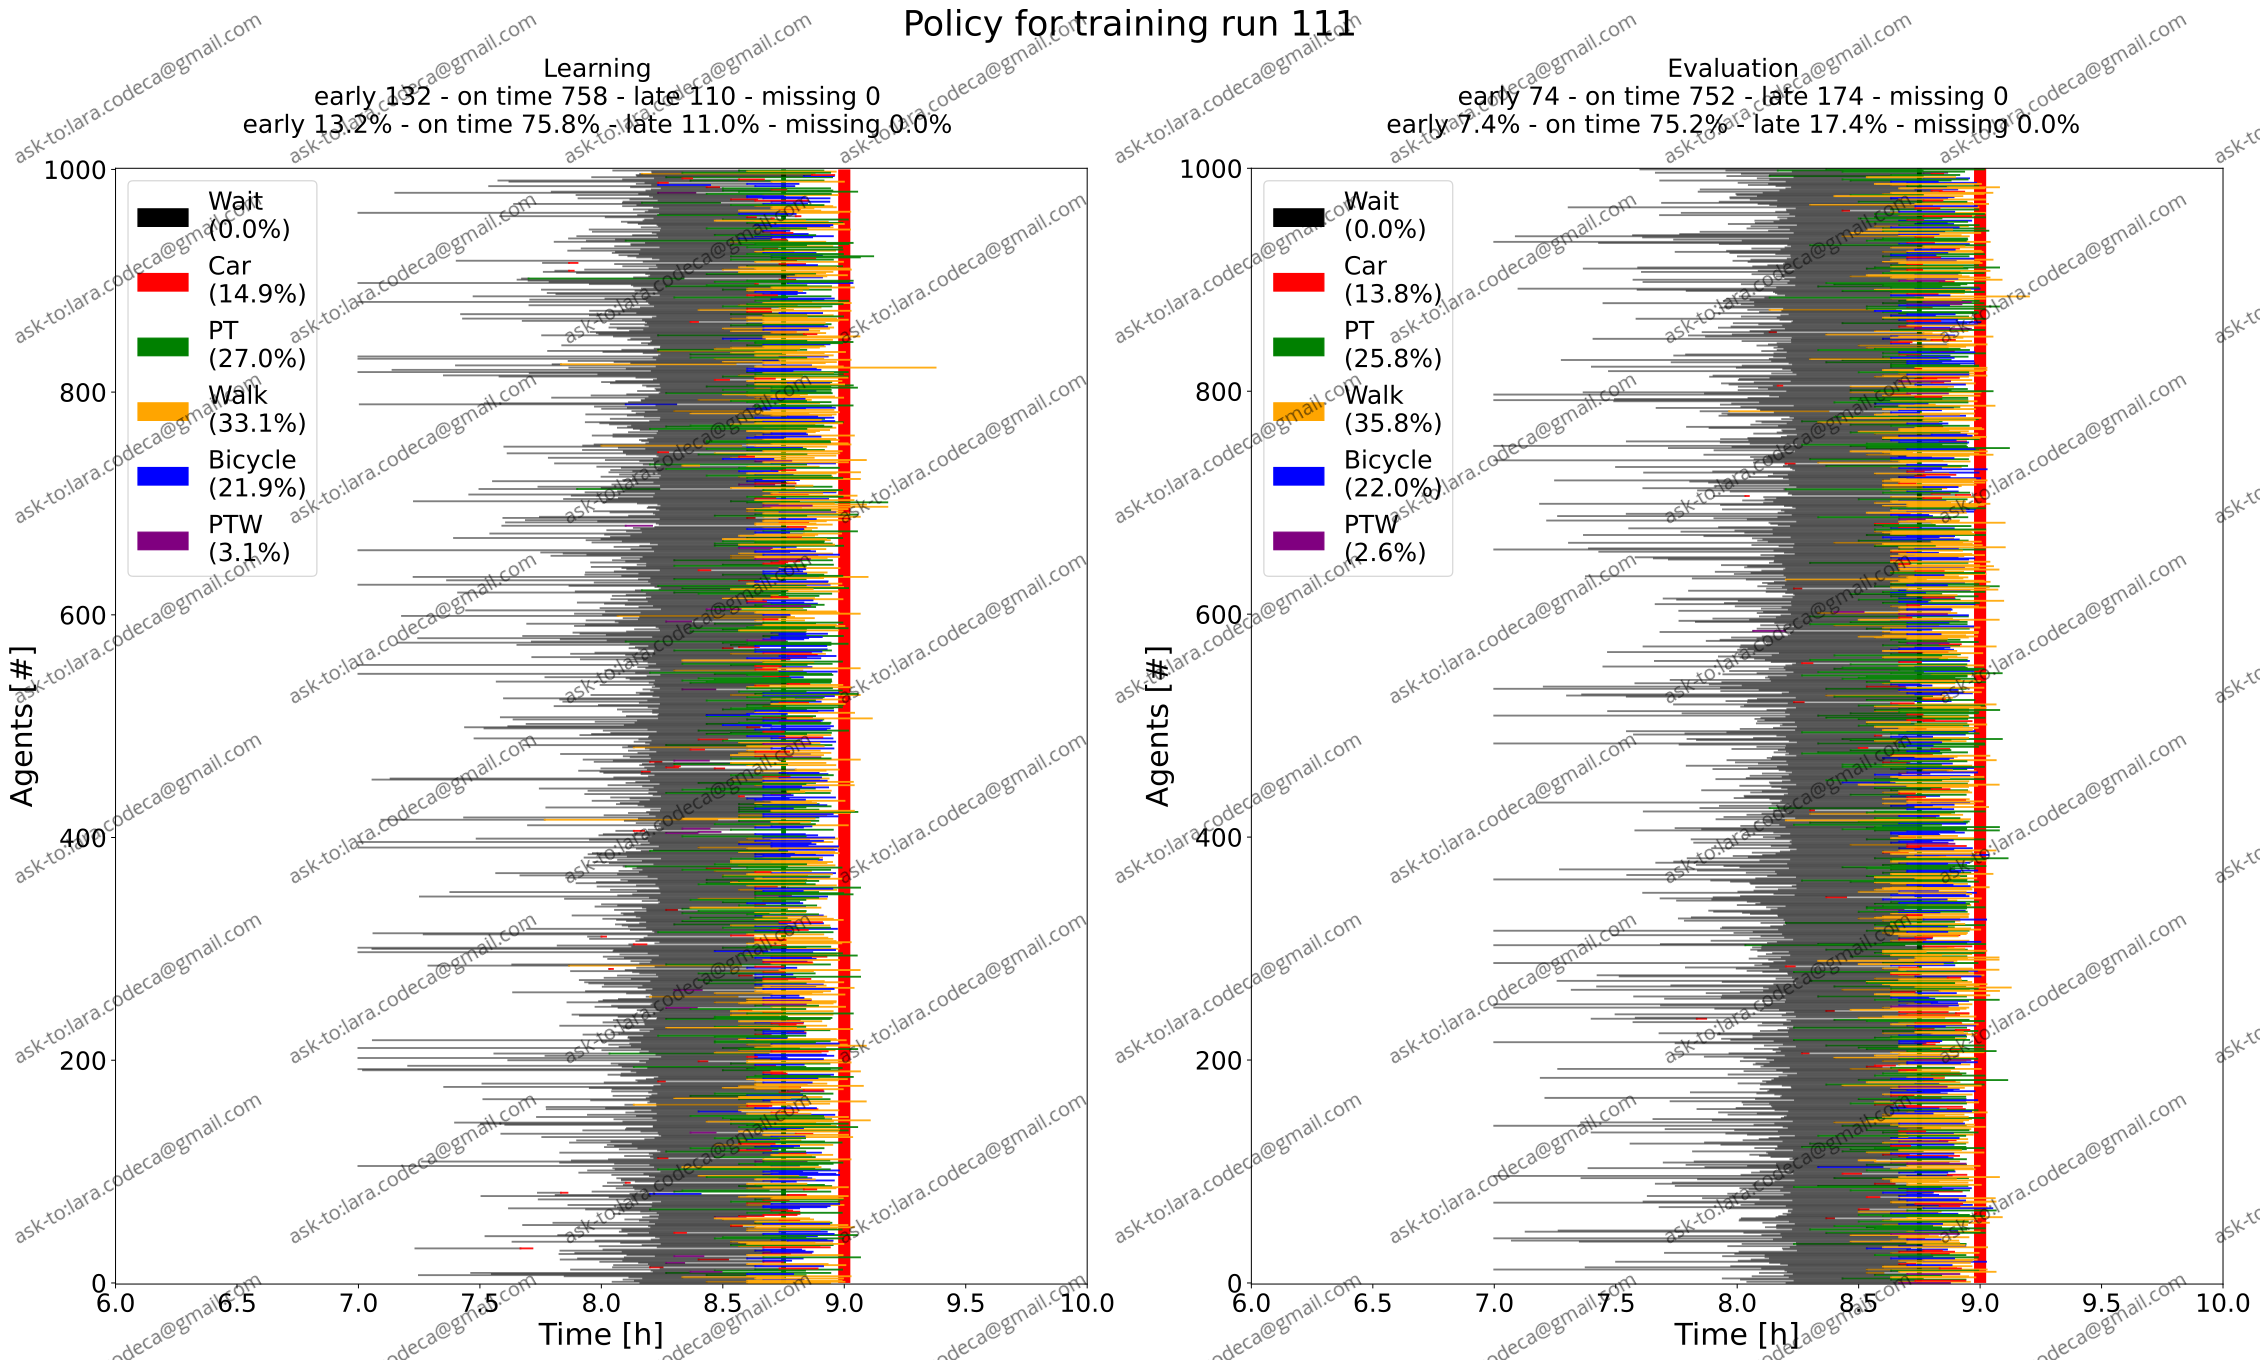 Policy for training run 111
Learning
early 132 - on time 758 - late 110 - missing 0
early 13.2% - on time 75.8% - late 11.0% - missing 0.0%
Agents [#]
1000
800
600
400
200
0
Wait
(0.0%)
Car
(14.9%)
PT
(27.0%)
Walk
(33.1%)
Bicycle
(21.9%)
PTW
(3.1%)
6.0 6.5 7.0 7.5 8.0 8.5 9.0 9.5 10.0
Time [h]
Evaluation
early 74 - on time 752 - late 174 - missing 0
early 7.4% - on time 75.2% - late 17.4% - missing 0.0%
Agents [#]
1000
800
600
400
200
0
Wait
(0.0%)
Car
(13.8%)
PT
(25.8%)
Walk
(35.8%)
Bicycle
(22.0%)
PTW
(2.6%)
6.0 6.5 7.0 7.5 8.0 8.5 9.0 9.5 10.0
Time [h]
ask-to:lara.codeca@gmail.com